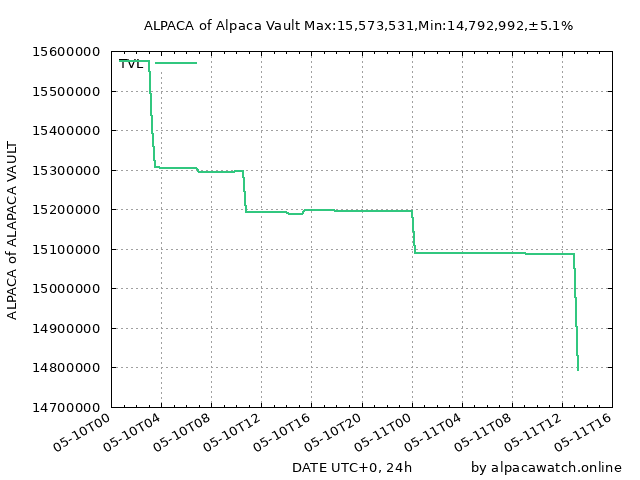 ALPACA of Alpaca Vault Max:15,573,531,Min:14,792,992,±5.1%
TVL
15600000
15500000
15400000
15300000
15200000
15100000
15000000
14900000
14800000
14700000
ALPACA of ALAPACA VAULT
05-10T00
05-10T04
05-10T08
05-10T12
05-10T16
05-10T20
05-11T00
05-11T04
05-11T08
05-11T12
05-11T16
DATE UTC+0, 24h
by alpacawatch.online